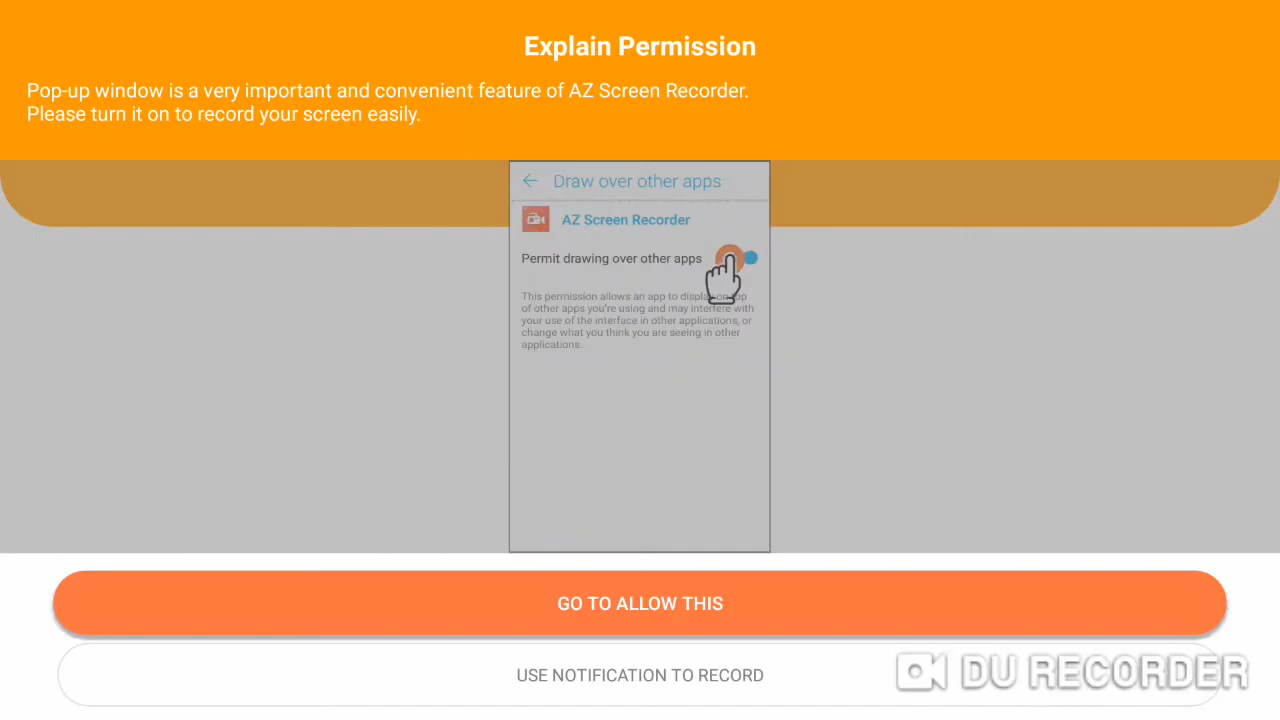 Explain Permission
Pop-up window is a very important and convenient feature of AZ Screen Recorder.
Please turn it on to record your screen easily.
Draw over other apps
AZ Screen Recorder
Permit drawing over other apps
This permission allows an app to display on top
of other apps you're using and may interfere with
your use of the interface in other applications, or
change what you think you are seeing in other
applications.
GO TO ALLOW THIS
USE NOTIFICATION TO RECORD
DU RECORDER